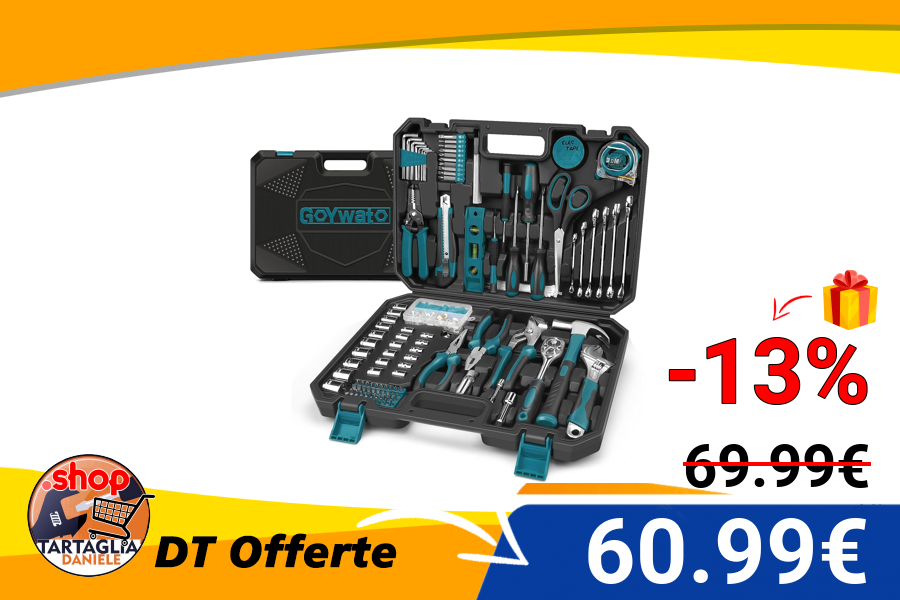 GOYwato
-13%
69.99€
60.99€
.shop
TARTAGLIA
DANIELE
DT Offerte